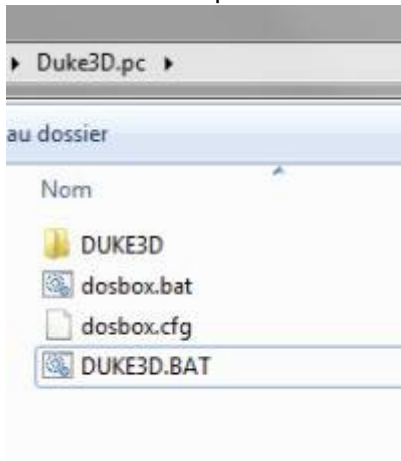 Duke3D.pc
au dossier
Nom
DUKE3D
dosbox.bat
dosbox.cfg
DUKE3D.BAT